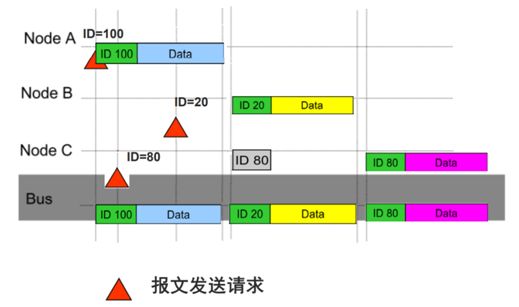 ID=100
Node A ID 100 Data
Node B ID 20 Data
ID=20
Node C ID=80 ID 80 ID 80 Data
Bus ID 100 Data ID 20 Data ID 80 Data
报文发送请求